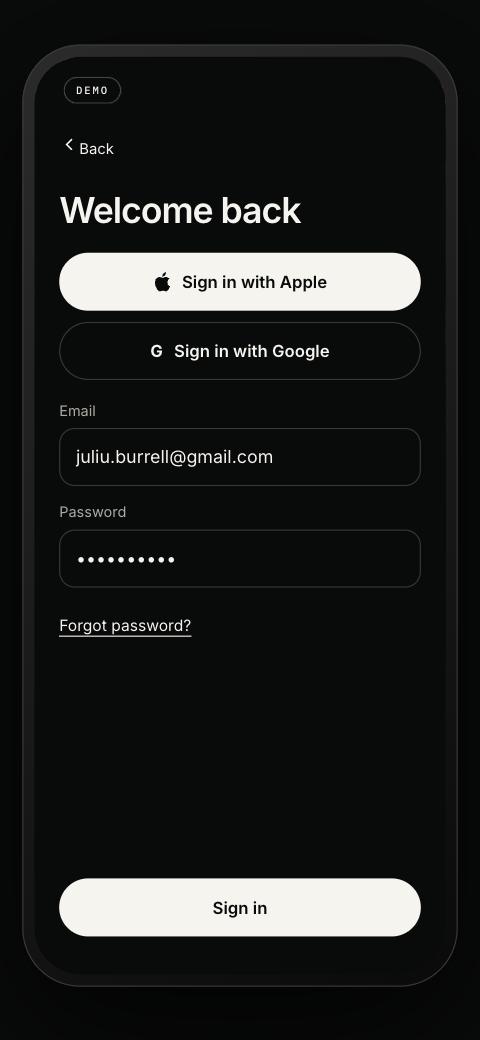 DEMO
Back
Welcome back
Sign in with Apple
G Sign in with Google
Email
juliu.burrell@gmail.com
Password
••••••••••
Forgot password?
Sign in